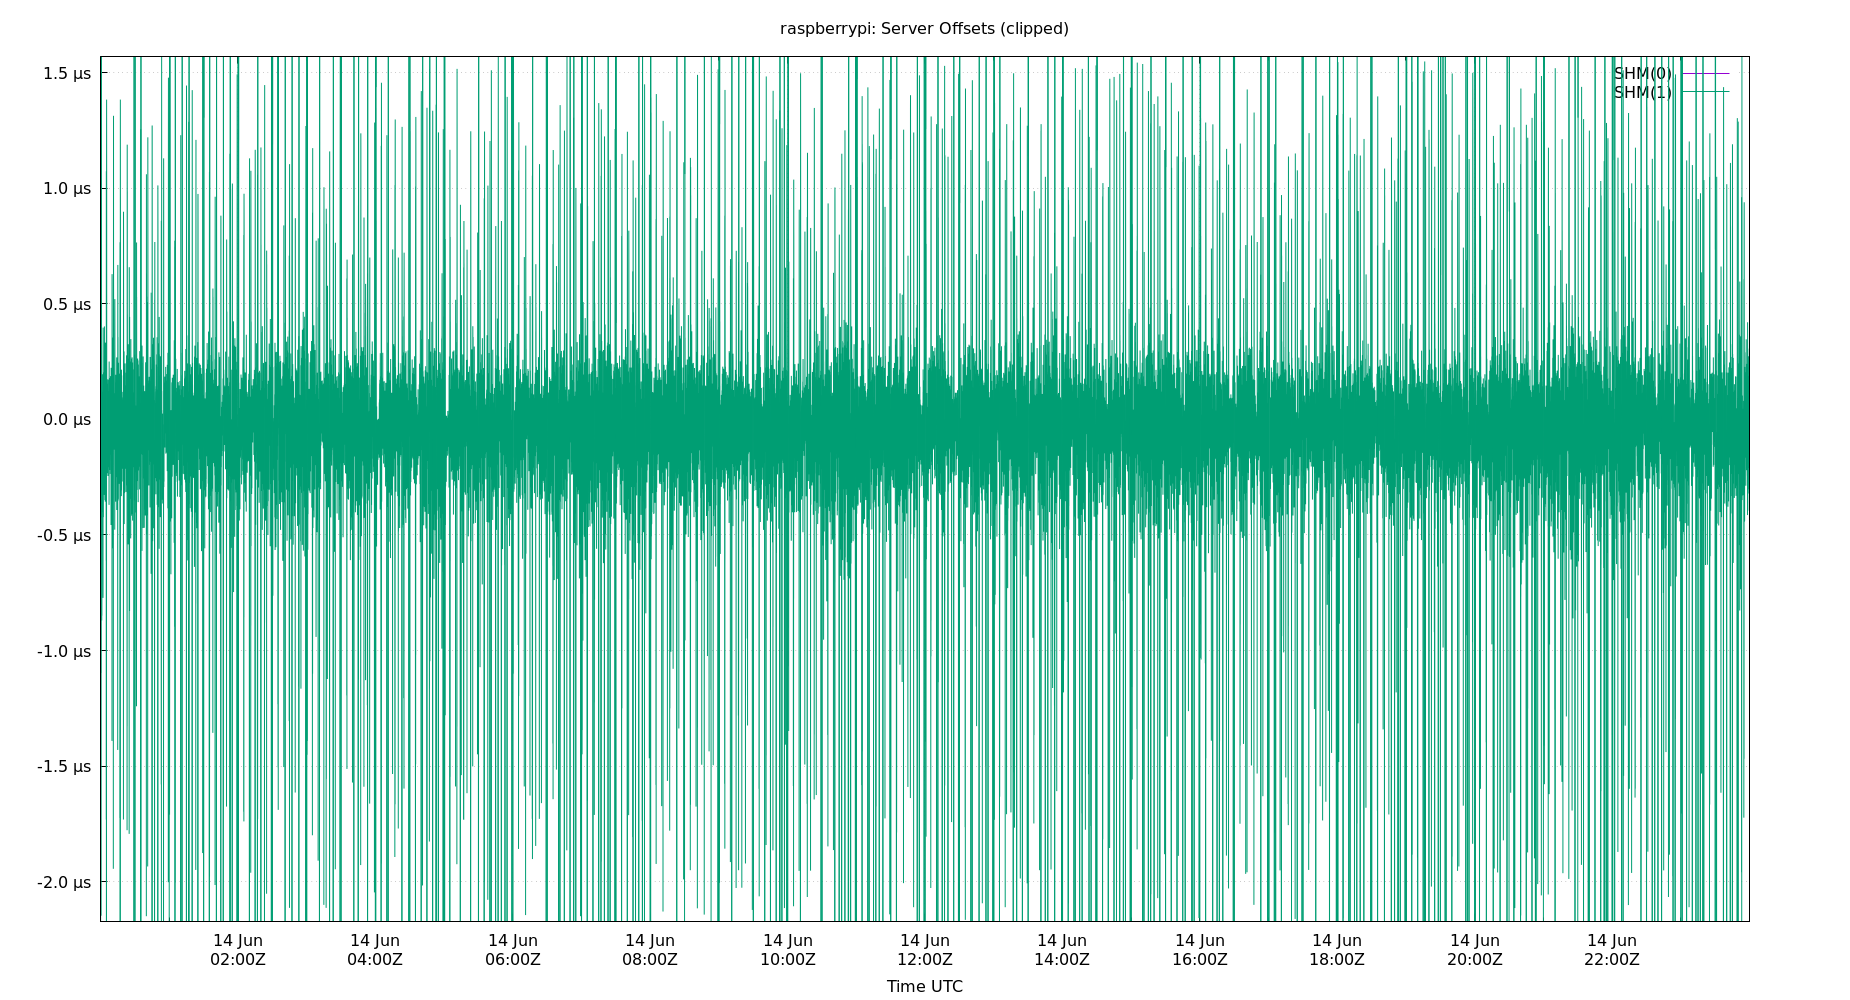 raspberrypi: Server Offsets (clipped)
1.5 µs
1.0 µs
0.5 µs
0.0 µs
-0.5 µs
-1.0 µs
-1.5 µs
-2.0 µs
SHM(0)
SHM(1)
14 Jun 14 Jun 14 Jun 14 Jun 14 Jun 14 Jun 14 Jun 14 Jun 14 Jun 14 Jun 14 Jun
02:00Z 04:00Z 06:00Z 08:00Z 10:00Z 12:00Z 14:00Z 16:00Z 18:00Z 20:00Z 22:00Z
Time UTC